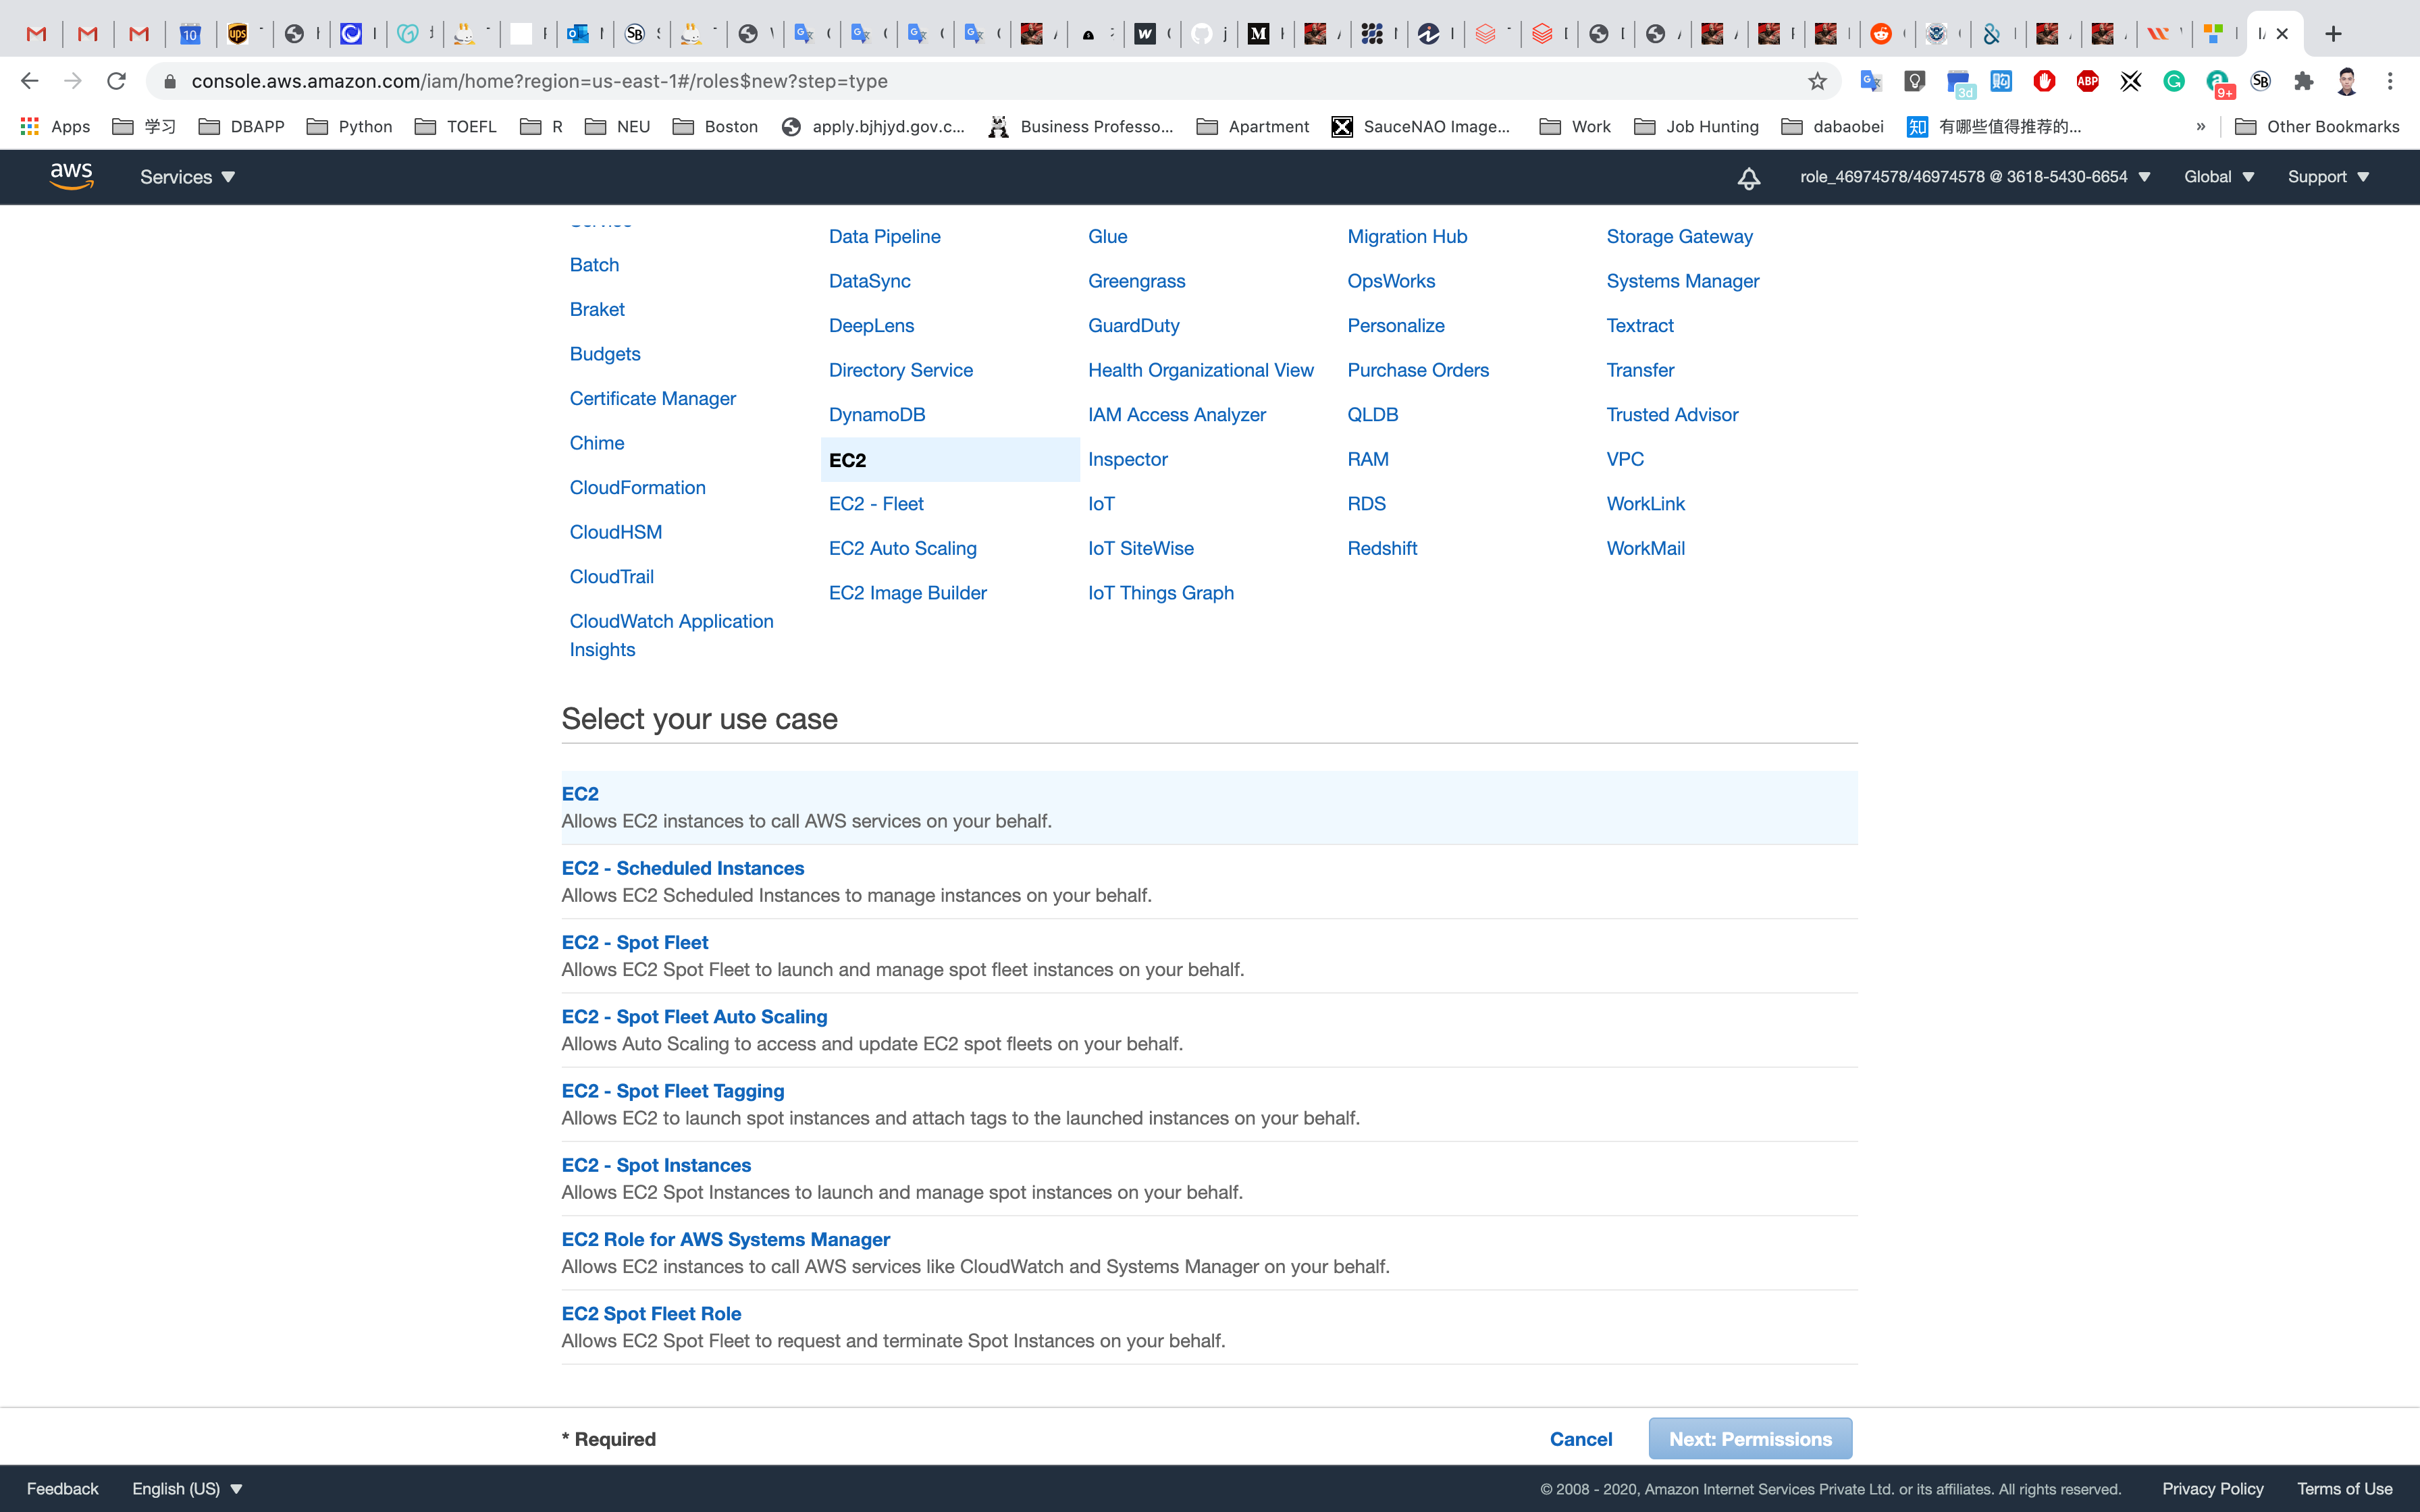 console.aws.amazon.com/iam/home?region=us-east-1#/roles$new?step=type
3d
ABP
9+
SB
Apps 学习 DBAPP Python TOEFL R NEU Boston apply.bjhjyd.gov.c... Business Professo... Apartment SauceNAO Image... Work Job Hunting dabaobei 有哪些值得推荐的... » Other Bookmarks
aws Services role_46974578/46974578 @ 3618-5430-6654 Global Support
Batch
Braket
Budgets
Certificate Manager
Chime
CloudFormation
CloudHSM
CloudTrail
CloudWatch Application
Insights
Data Pipeline
DataSync
DeepLens
Directory Service
DynamoDB
EC2
EC2 - Fleet
EC2 Auto Scaling
EC2 Image Builder
Glue
Greengrass
GuardDuty
Health Organizational View
IAM Access Analyzer
Inspector
IoT
IoT SiteWise
IoT Things Graph
Migration Hub
OpsWorks
Personalize
Purchase Orders
QLDB
RAM
RDS
Redshift
Storage Gateway
Systems Manager
Textract
Transfer
Trusted Advisor
VPC
WorkLink
WorkMail
Select your use case
EC2
Allows EC2 instances to call AWS services on your behalf.
EC2 - Scheduled Instances
Allows EC2 Scheduled Instances to manage instances on your behalf.
EC2 - Spot Fleet
Allows EC2 Spot Fleet to launch and manage spot fleet instances on your behalf.
EC2 - Spot Fleet Auto Scaling
Allows Auto Scaling to access and update EC2 spot fleets on your behalf.
EC2 - Spot Fleet Tagging
Allows EC2 to launch spot instances and attach tags to the launched instances on your behalf.
EC2 - Spot Instances
Allows EC2 Spot Instances to launch and manage spot instances on your behalf.
EC2 Role for AWS Systems Manager
Allows EC2 instances to call AWS services like CloudWatch and Systems Manager on your behalf.
EC2 Spot Fleet Role
Allows EC2 Spot Fleet to request and terminate Spot Instances on your behalf.
* Required
Cancel
Next: Permissions
Feedback English (US) © 2008 - 2020, Amazon Internet Services Private Ltd. or its affiliates. All rights reserved. Privacy Policy Terms of Use